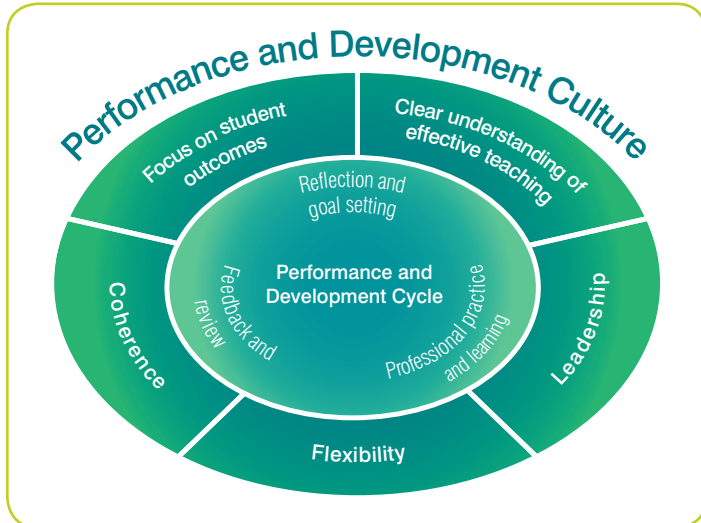 Performance and Development Culture
Focus on student
outcomes
Clear understanding of
effective teaching
Reflection and
goal setting
Performance and
Development Cycle
Feedback and
review
Professional practice
and learning
Coherence
Leadership
Flexibility